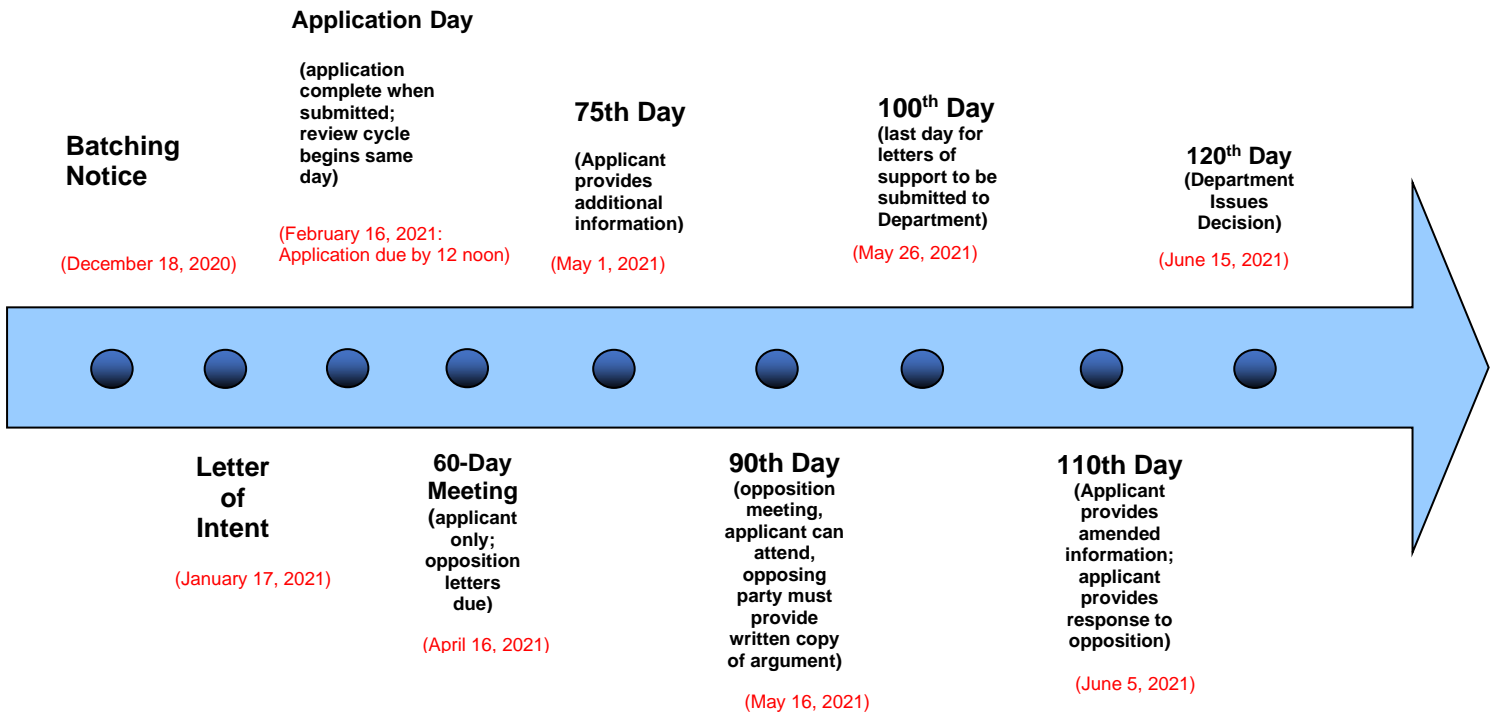 Batching
Notice
(December 18, 2020)
Letter
of
Intent
(January 17, 2021)
Application Day
(application
complete when
submitted;
review cycle
begins same
day)
(February 16, 2021:
Application due by 12 noon)
60-Day
Meeting
(applicant
only;
opposition
letters
due)
(April 16, 2021)
75th Day
(Applicant
provides
additional
information)
(May 1, 2021)
90th Day
(opposition
meeting,
applicant can
attend,
opposing
party must
provide
written copy
of argument)
(May 16, 2021)
100th Day
(last day for
letters of
support to be
submitted to
Department)
(May 26, 2021)
110th Day
(Applicant
provides
amended
information;
applicant
provides
response to
opposition)
(June 5, 2021)
120th Day
(Department
Issues
Decision)
(June 15, 2021)